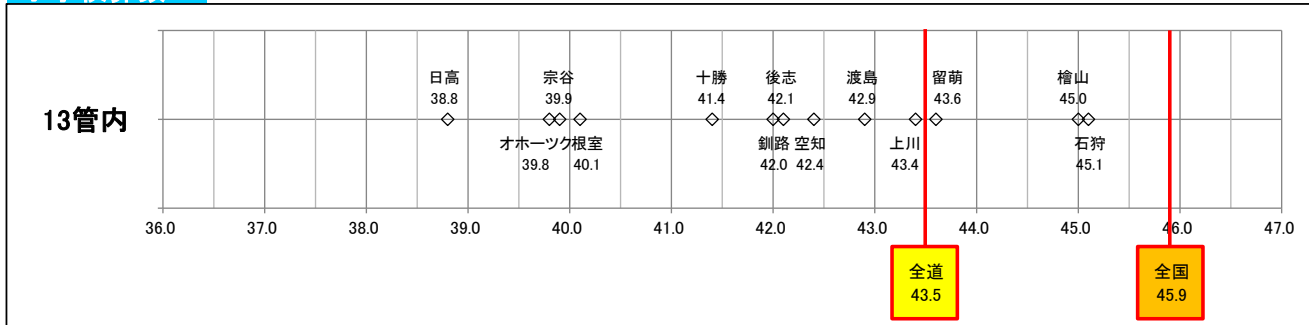 日高 宗谷 十勝 後志 渡島 留萌 檜山
38.8 39.9 41.4 42.1 42.9 43.6 45.0
13管内
オホーツク 根室 釧路 空知 上川 石狩
39.8 40.1 42.0 42.4 43.4 45.1
36.0 37.0 38.0 39.0 40.0 41.0 42.0 43.0 44.0 45.0 46.0 47.0
全道 全国
43.5 45.9